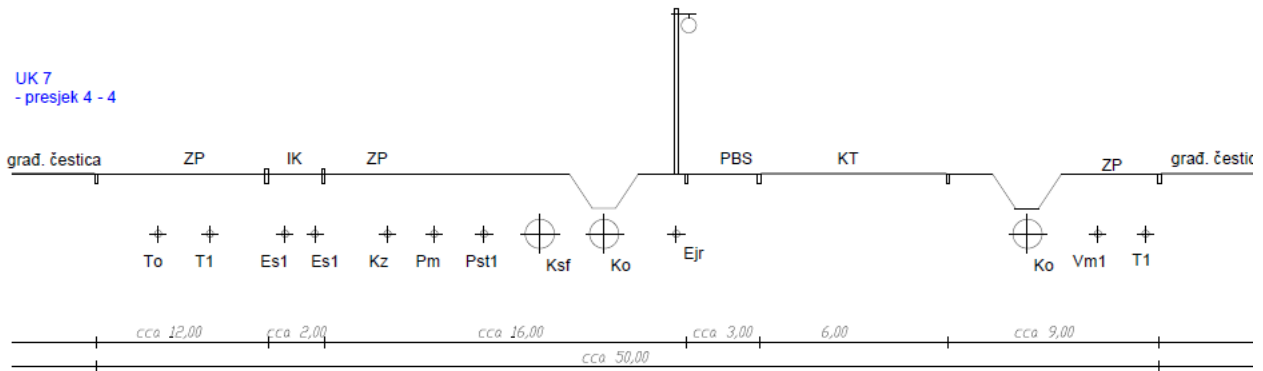 UK 7
- presjek 4 - 4
građ. čestica ZP IK ZP PBS KT ZP građ. čestic
To T1 Es1 Es1 Kz Pm Pst1 Ksf Ko Ejr Ko Vm1 T1
cca 12,00 cca 2,00 cca 16,00 cca 3,00 6,00 cca 9,00
cca 50,00